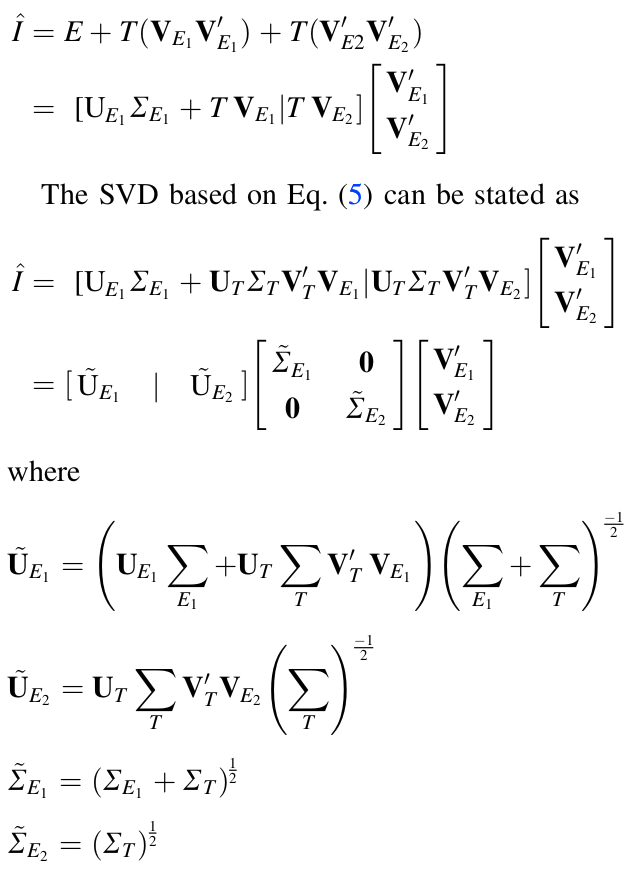 Î = E + T(V_{E_1}V′_{E_1}) + T(V′_{E2}V′_{E_2})
= [U_{E_1}Σ_{E_1} + T V_{E_1}|T V_{E_2}] [V′_{E_1} ; V′_{E_2}]
The SVD based on Eq. (5) can be stated as
Î = [U_{E_1}Σ_{E_1} + U_TΣ_TV′_TV_{E_1}|U_TΣ_TV′_TV_{E_2}] [V′_{E_1} ; V′_{E_2}]
= [Ũ_{E_1} | Ũ_{E_2}] [Σ̃_{E_1} 0 ; 0 Σ̃_{E_2}] [V′_{E_1} ; V′_{E_2}]
where
Ũ_{E_1} = (U_{E_1} ∑_{E_1} + U_T ∑_T V′_T V_{E_1}) (∑_{E_1} + ∑_T)^{\frac{-1}{2}}
Ũ_{E_2} = U_T ∑_T V′_T V_{E_2} (∑_T)^{\frac{-1}{2}}
Σ̃_{E_1} = (Σ_{E_1} + Σ_T)^{\frac{1}{2}}
Σ̃_{E_2} = (Σ_T)^{\frac{1}{2}}